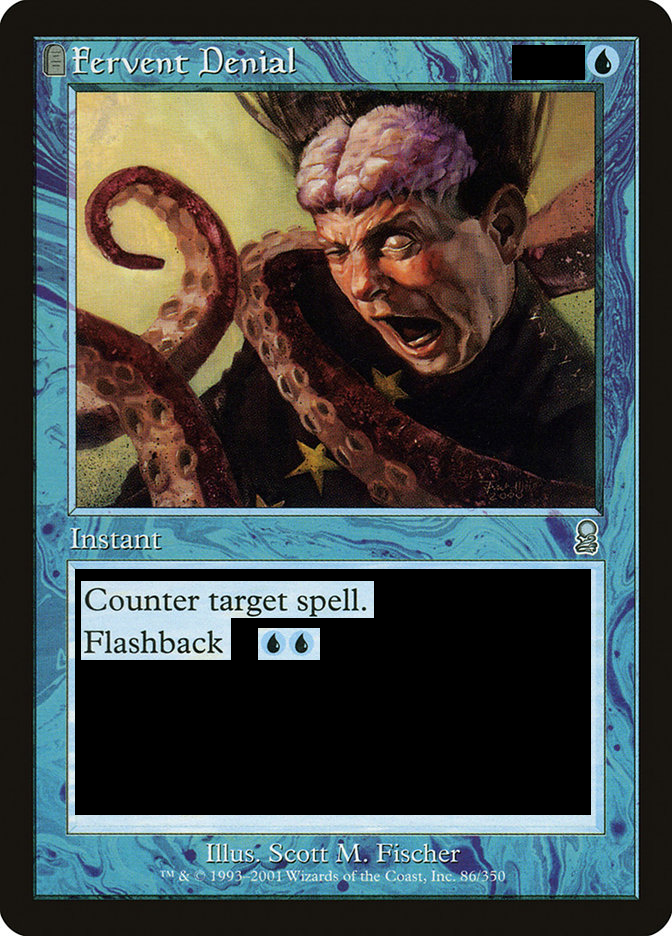 Fervent Denial
Instant
Counter target spell.
Flashback
Illus. Scott M. Fischer
™ & © 1993–2001 Wizards of the Coast, Inc. 86/350